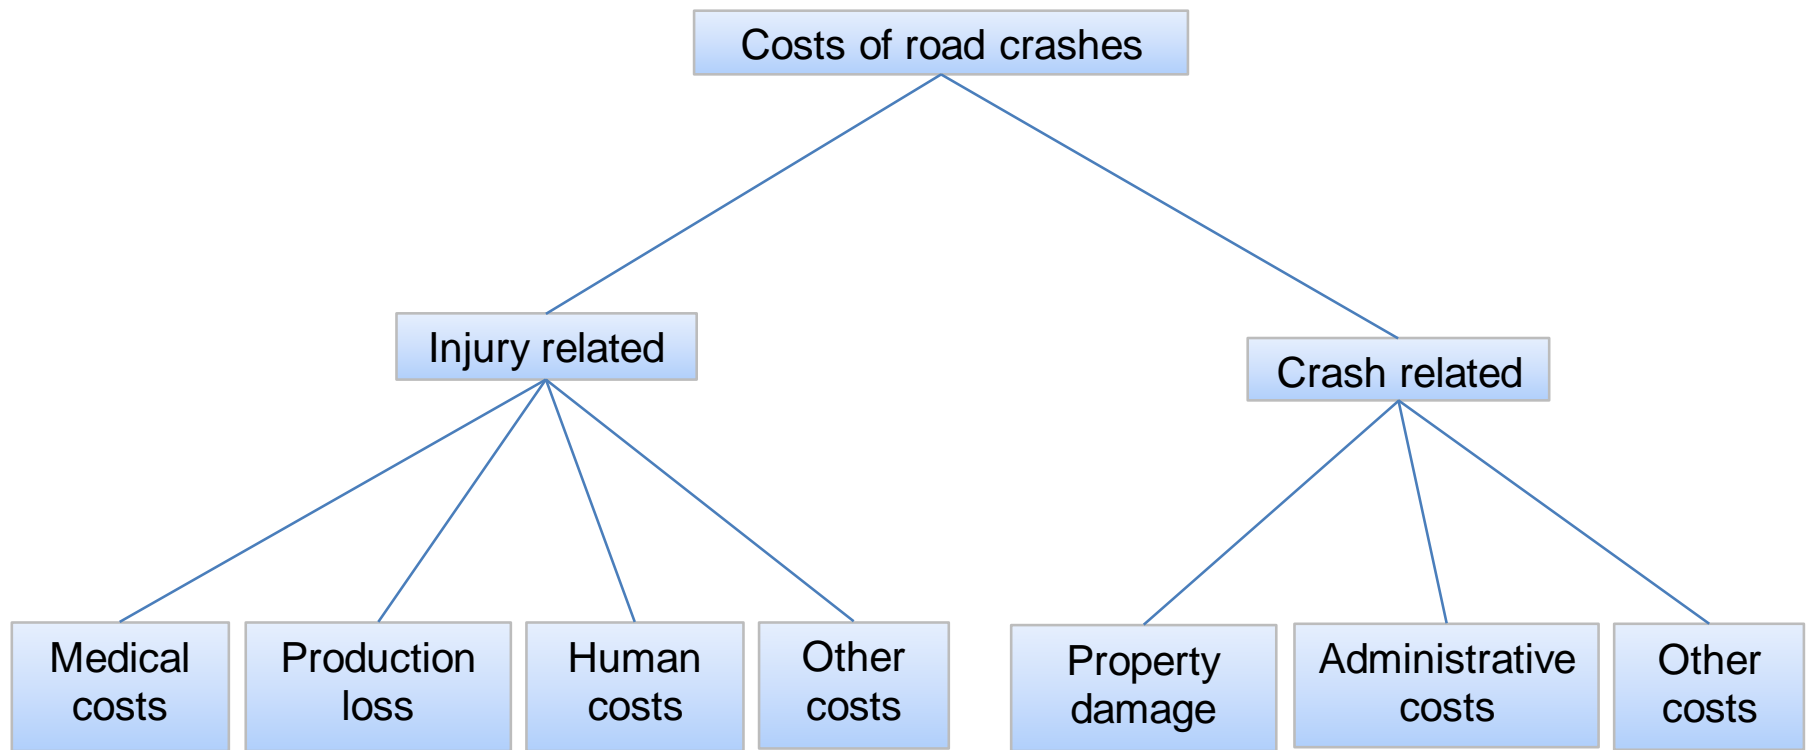 Costs of road crashes
Injury related
Crash related
Medical
costs
Production
loss
Human
costs
Other
costs
Property
damage
Administrative
costs
Other
costs